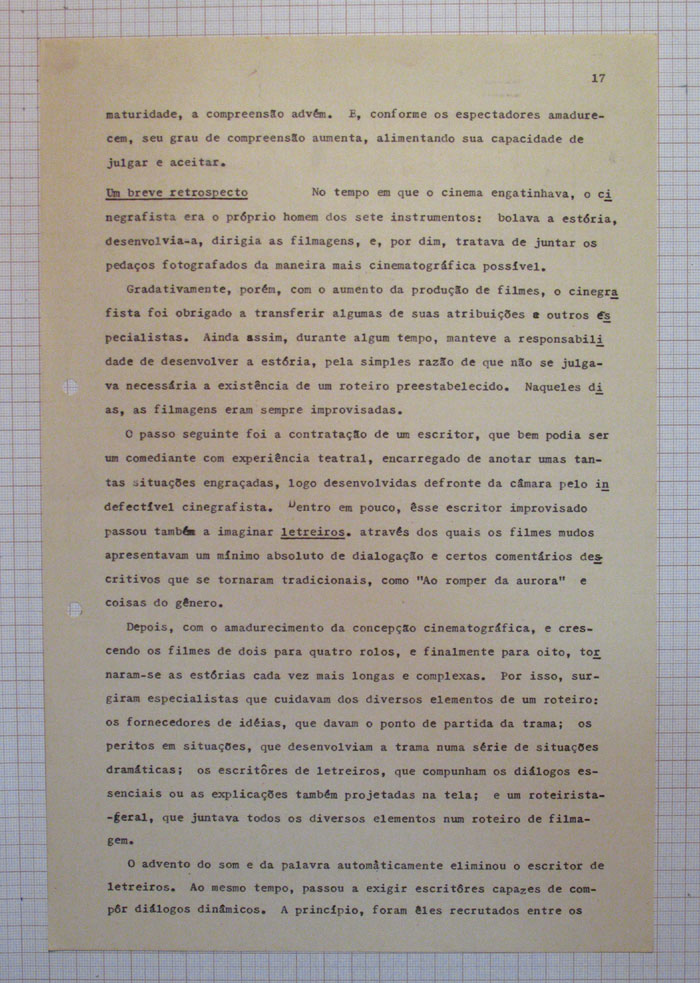 17
maturidade, a compreensão advém. E, conforme os espectadores amadure-
cem, seu grau de compreensão aumenta, alimentando sua capacidade de
julgar e aceitar.
Um breve retrospecto No tempo em que o cinema engatinhava, o ci
negrafista era o próprio homem dos sete instrumentos: bolava a estória,
desenvolvia-a, dirigia as filmagens, e, por dim, tratava de juntar os
pedaços fotografados da maneira mais cinematográfica possível.
Gradativamente, porém, com o aumento da produção de filmes, o cinegra
fista foi obrigado a transferir algumas de suas atribuições a outros es
pecialistas. Ainda assim, durante algum tempo, manteve a responsabili
dade de desenvolver a estória, pela simples razão de que não se julga-
va necessária a existência de um roteiro preestabelecido. Naqueles di
as, as filmagens eram sempre improvisadas.
O passo seguinte foi a contratação de um escritor, que bem podia ser
um comediante com experiência teatral, encarregado de anotar umas tan-
tas situações engraçadas, logo desenvolvidas defronte da câmara pelo in
defectível cinegrafista. Dentro em pouco, êsse escritor improvisado
passou também a imaginar letreiros. através dos quais os filmes mudos
apresentavam um mínimo absoluto de dialogação e certos comentários des
critivos que se tornaram tradicionais, como "Ao romper da aurora" e
coisas do gênero.
Depois, com o amadurecimento da concepção cinematográfica, e cres-
cendo os filmes de dois para quatro rolos, e finalmente para oito, tor
naram-se as estórias cada vez mais longas e complexas. Por isso, sur-
giram especialistas que cuidavam dos diversos elementos de um roteiro:
os fornecedores de idéias, que davam o ponto de partida da trama; os
peritos em situações, que desenvolviam a trama numa série de situações
dramáticas; os escritôres de letreiros, que compunham os diálogos es-
senciais ou as explicações também projetadas na tela; e um roteirista-
-geral, que juntava todos os diversos elementos num roteiro de filma-
gem.
O advento do som e da palavra automàticamente eliminou o escritor de
letreiros. Ao mesmo tempo, passou a exigir escritôres capazes de com-
pôr diálogos dinâmicos. A princípio, foram êles recrutados entre os